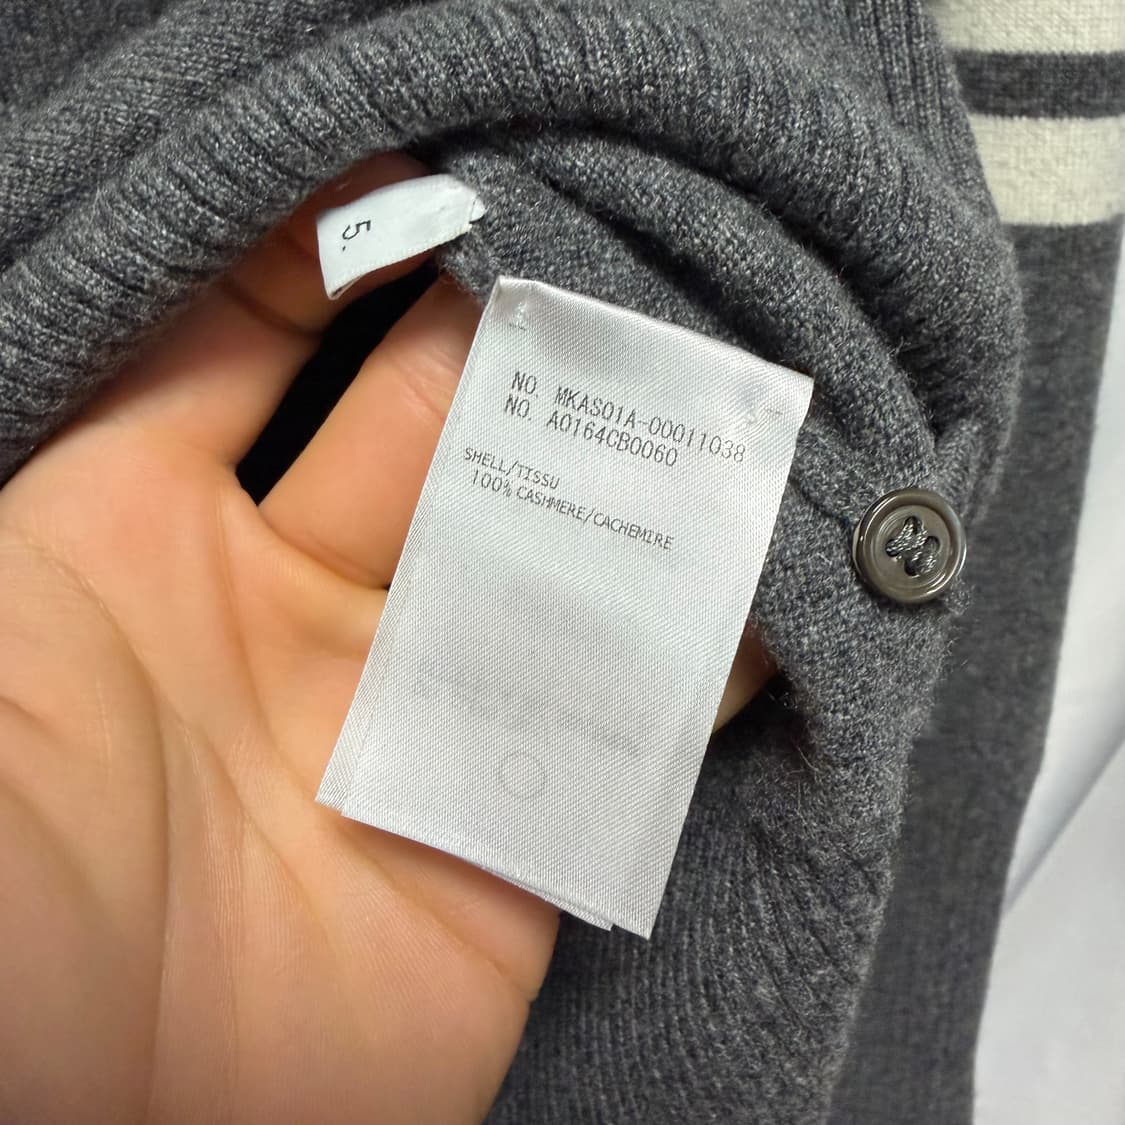 5.
NO. MKAS01A-00011038
NO. A0164CB0060
SHELL/TISSU
100% CASHMERE/CACHEMIRE